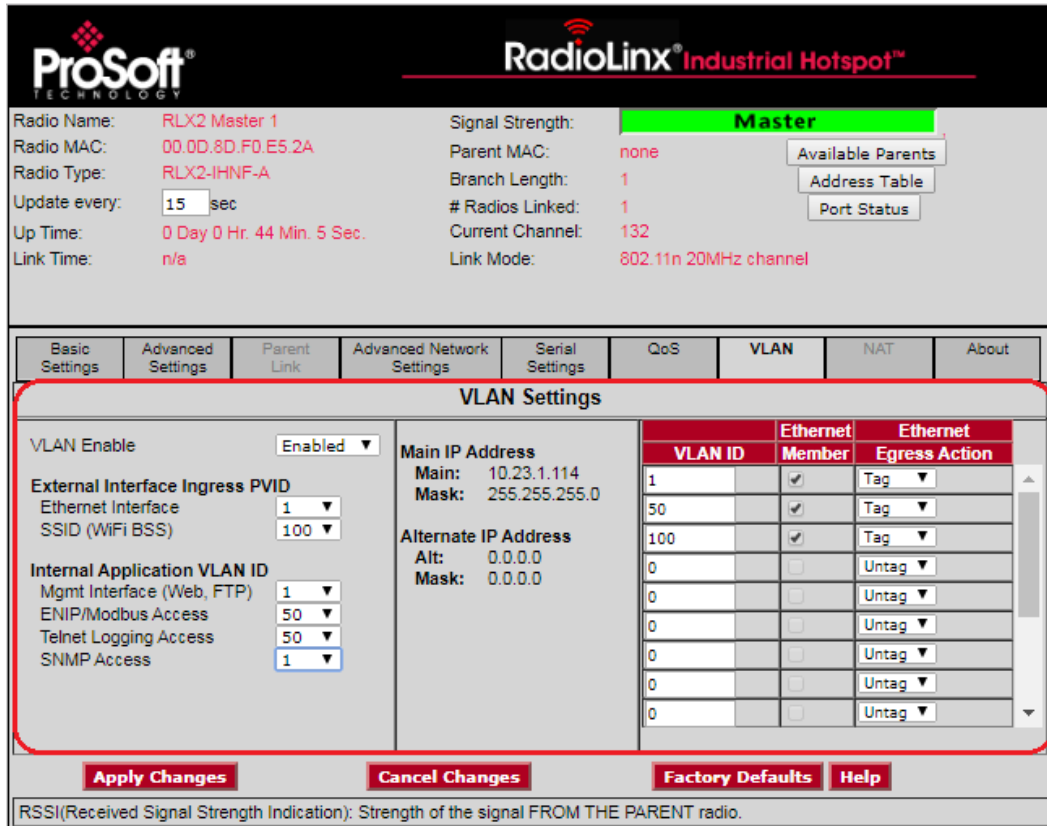 ProSoft®
TECHNOLOGY
RadioLinx® Industrial Hotspot™
Radio Name: RLX2 Master 1
Radio MAC: 00.0D.8D.F0.E5.2A
Radio Type: RLX2-IHNF-A
Update every: 15 sec
Up Time: 0 Day 0 Hr. 44 Min. 5 Sec.
Link Time: n/a
Signal Strength: Master
Parent MAC: none
Branch Length: 1
# Radios Linked: 1
Current Channel: 132
Link Mode: 802.11n 20MHz channel
Available Parents
Address Table
Port Status
Basic Settings
Advanced Settings
Parent Link
Advanced Network Settings
Serial Settings
QoS
VLAN
NAT
About
VLAN Settings
VLAN Enable Enabled
External Interface Ingress PVID
Ethernet Interface 1
SSID (WiFi BSS) 100
Internal Application VLAN ID
Mgmt Interface (Web, FTP) 1
ENIP/Modbus Access 50
Telnet Logging Access 50
SNMP Access 1
Main IP Address
Main: 10.23.1.114
Mask: 255.255.255.0
Alternate IP Address
Alt: 0.0.0.0
Mask: 0.0.0.0
VLAN ID Ethernet Member Ethernet Egress Action
1 Tag
50 Tag
100 Tag
0 Untag
0 Untag
0 Untag
0 Untag
0 Untag
0 Untag
Apply Changes
Cancel Changes
Factory Defaults
Help
RSSI(Received Signal Strength Indication): Strength of the signal FROM THE PARENT radio.